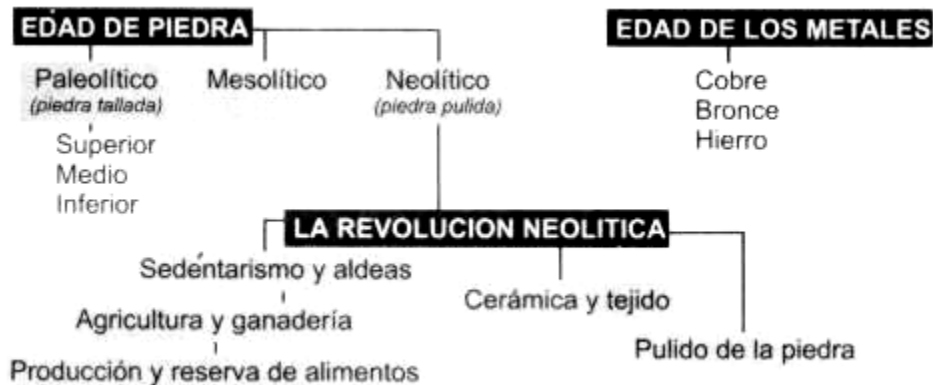 EDAD DE PIEDRA
Paleolítico
(piedra tallada)
Superior
Medio
Inferior
Mesolítico
Neolítico
(piedra pulida)
EDAD DE LOS METALES
Cobre
Bronce
Hierro
LA REVOLUCION NEOLITICA
Sedentarismo y aldeas
Agricultura y ganadería
Producción y reserva de alimentos
Cerámica y tejido
Pulido de la piedra